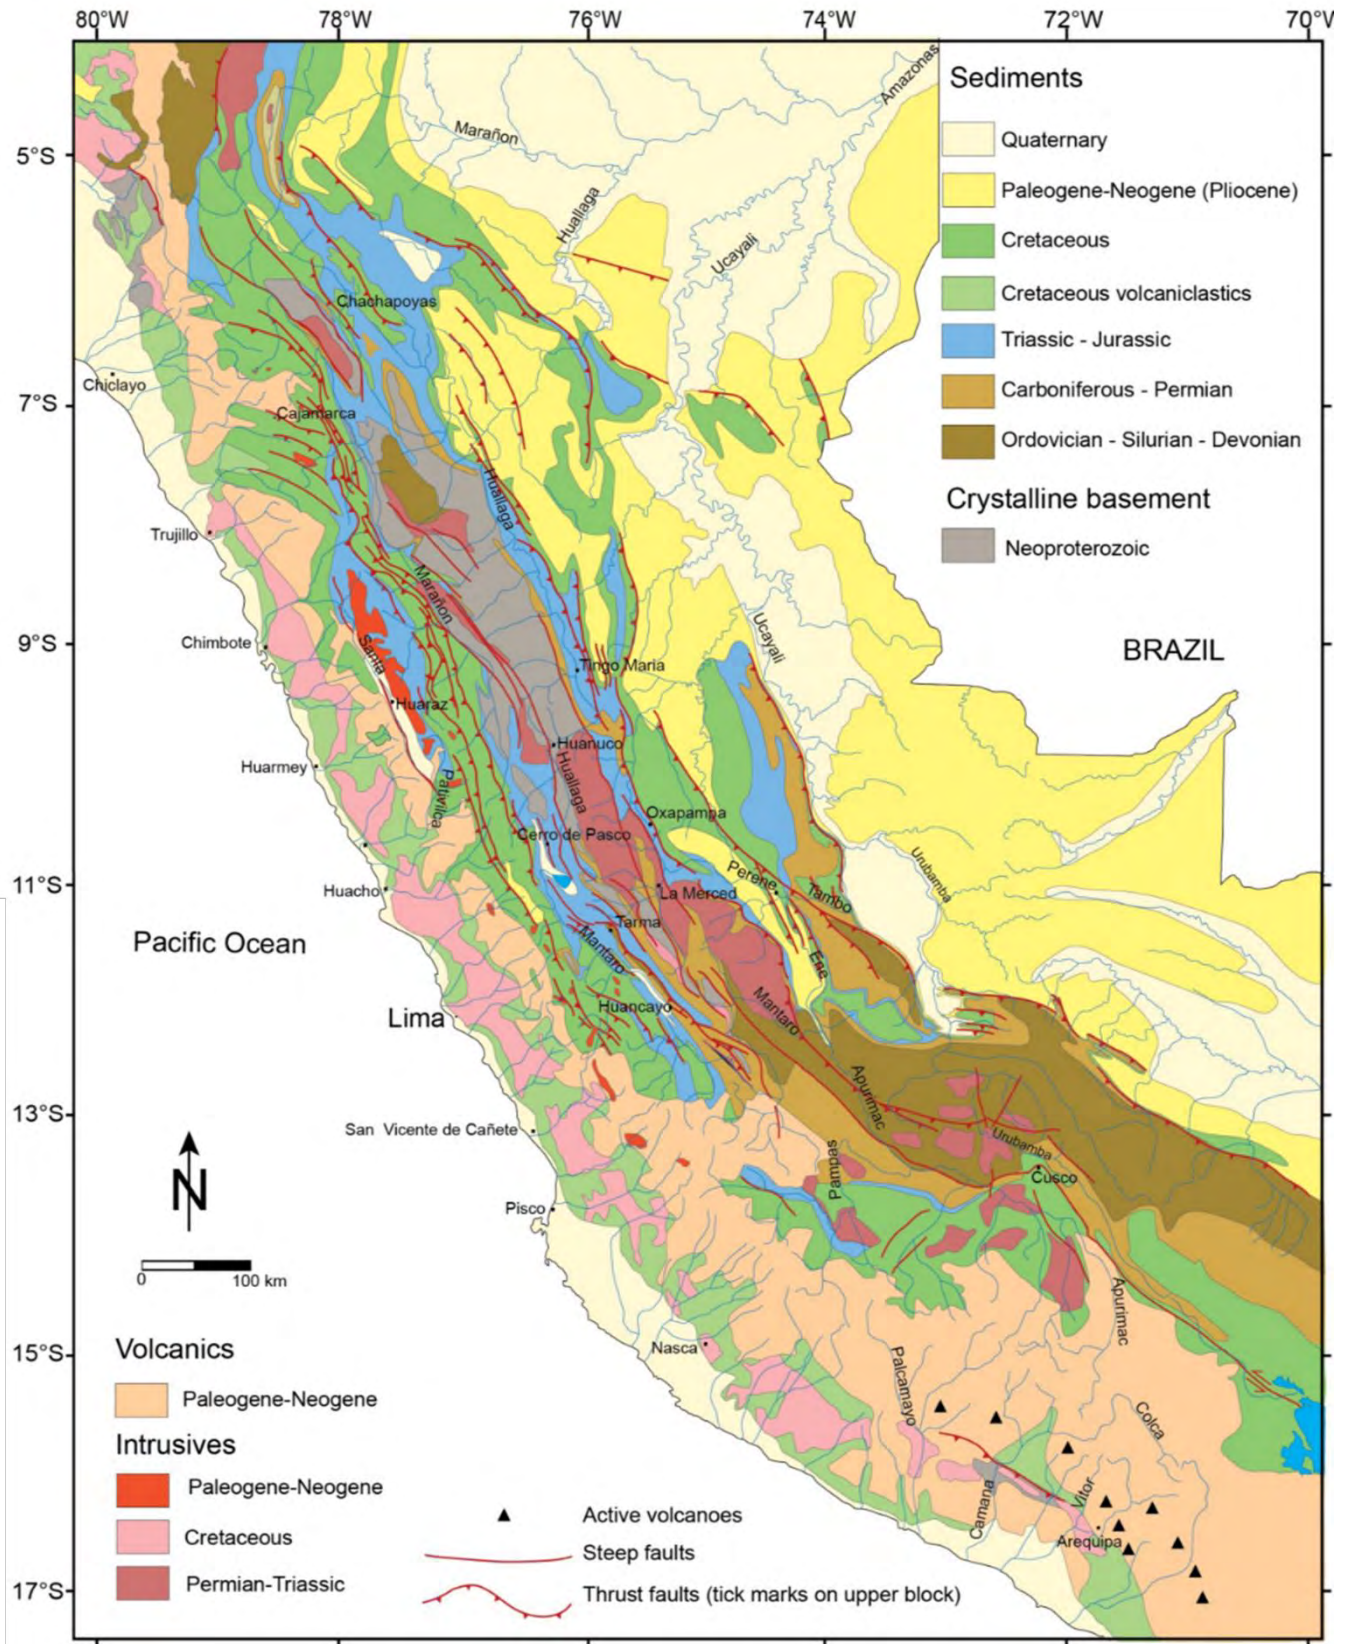 80°W 78°W 76°W 74°W 72°W 70°W
Sediments
Quaternary
Paleogene-Neogene (Pliocene)
Cretaceous
Cretaceous volcaniclastics
Triassic - Jurassic
Carboniferous - Permian
Ordovician - Silurian - Devonian
Crystalline basement
Neoproterozoic
Amazonas
Marañon
5°S
Huallaga
Ucayali
Chachapoyas
Chiclayo
7°S
Cajamarca
Huallaga
Trujillo
Marañon
Ucayali
Chimbote
9°S
Santa
Tingo Maria
BRAZIL
Huaraz
Huanuco
Huarmey
Huallaga
Pativilca
Oxapampa
Cerro de Pasco
Perene
Urubamba
11°S
Huacho
La Merced
Tambo
Tarma
Pacific Ocean
Mantaro
Ene
Huancayo
Mantaro
Lima
Apurimac
13°S
San Vicente de Cañete
Urubamba
Pampas
Cusco
N
Pisco
0 100 km
Apurimac
15°S
Nasca
Palcamayo
Colca
Volcanics
Paleogene-Neogene
Intrusives
Paleogene-Neogene
Cretaceous
Permian-Triassic
Camana
Vitor
Arequipa
Active volcanoes
Steep faults
Thrust faults (tick marks on upper block)
17°S